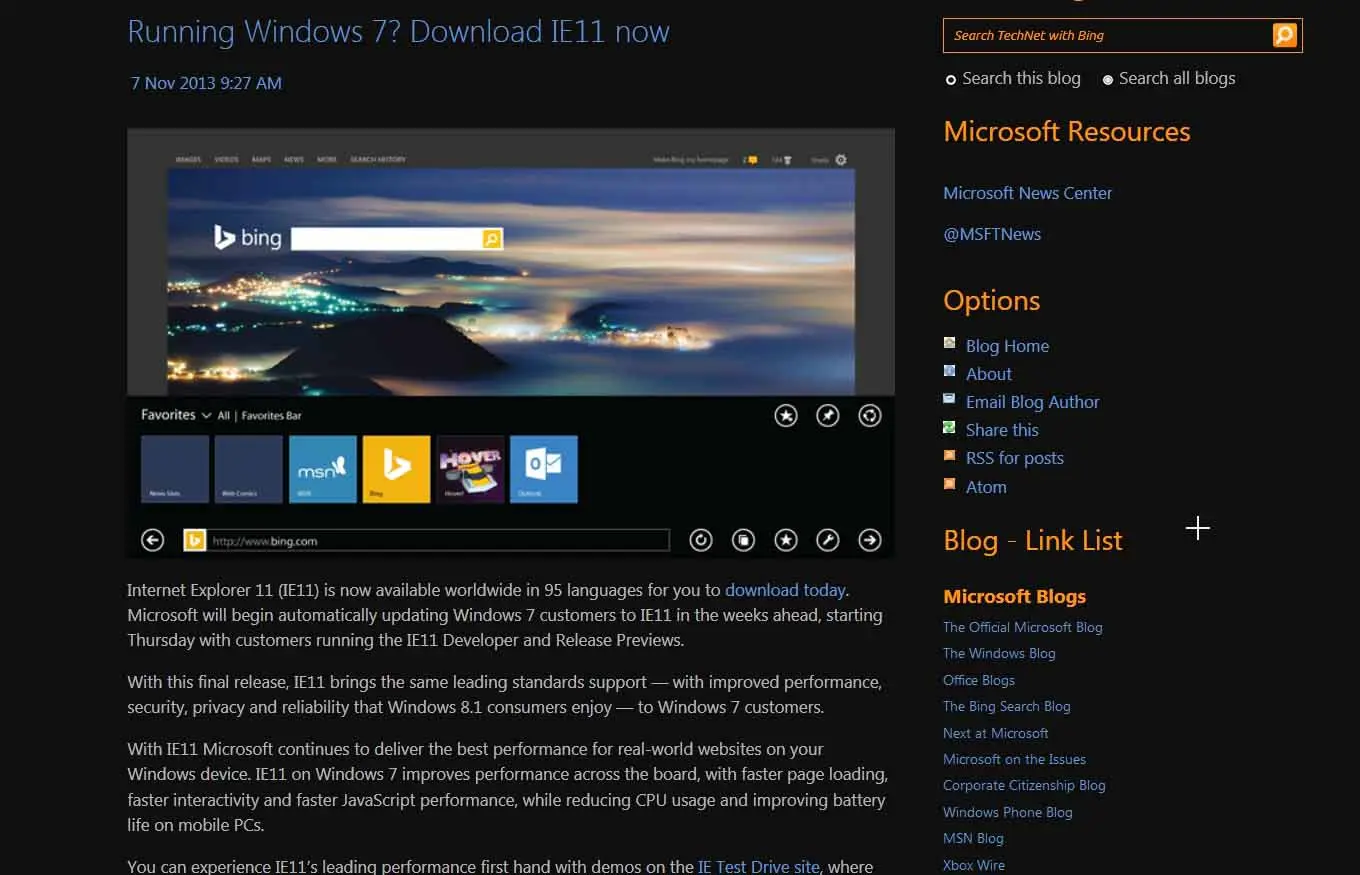 Running Windows 7? Download IE11 now
7 Nov 2013 9:27 AM
IMAGES VIDEOS MAPS NEWS MORE SEARCH HISTORY
Make Bing my homepage
bing
Favorites All | Favorites Bar
News Sites Web Comics msn MSN Bing HOVER Hover! Outlook
http://www.bing.com
Internet Explorer 11 (IE11) is now available worldwide in 95 languages for you to download today.
Microsoft will begin automatically updating Windows 7 customers to IE11 in the weeks ahead, starting
Thursday with customers running the IE11 Developer and Release Previews.
With this final release, IE11 brings the same leading standards support — with improved performance,
security, privacy and reliability that Windows 8.1 consumers enjoy — to Windows 7 customers.
With IE11 Microsoft continues to deliver the best performance for real-world websites on your
Windows device. IE11 on Windows 7 improves performance across the board, with faster page loading,
faster interactivity and faster JavaScript performance, while reducing CPU usage and improving battery
life on mobile PCs.
You can experience IE11's leading performance first hand with demos on the IE Test Drive site, where
Search TechNet with Bing
Search this blog Search all blogs
Microsoft Resources
Microsoft News Center
@MSFTNews
Options
Blog Home
About
Email Blog Author
Share this
RSS for posts
Atom
Blog - Link List
Microsoft Blogs
The Official Microsoft Blog
The Windows Blog
Office Blogs
The Bing Search Blog
Next at Microsoft
Microsoft on the Issues
Corporate Citizenship Blog
Windows Phone Blog
MSN Blog
Xbox Wire